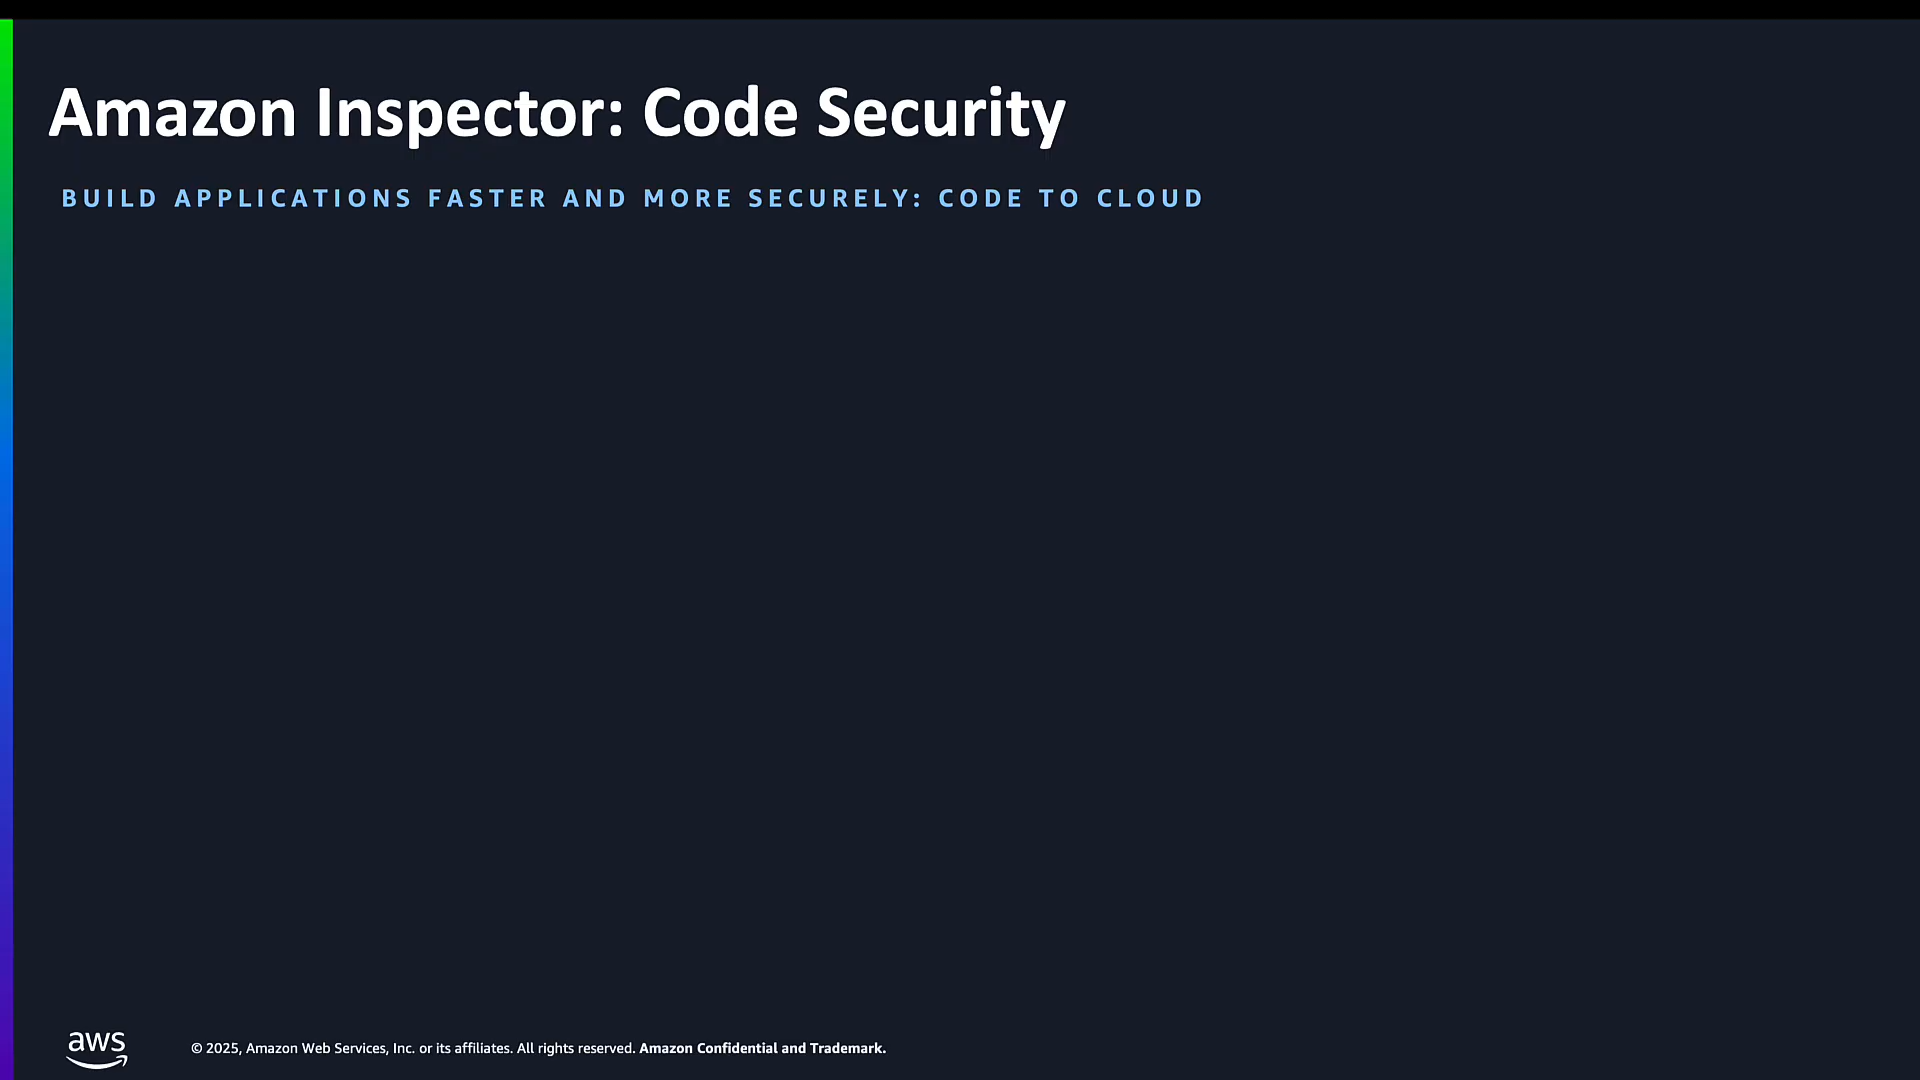 Amazon Inspector: Code Security
BUILD APPLICATIONS FASTER AND MORE SECURELY: CODE TO CLOUD
aws
© 2025, Amazon Web Services, Inc. or its affiliates. All rights reserved. Amazon Confidential and Trademark.